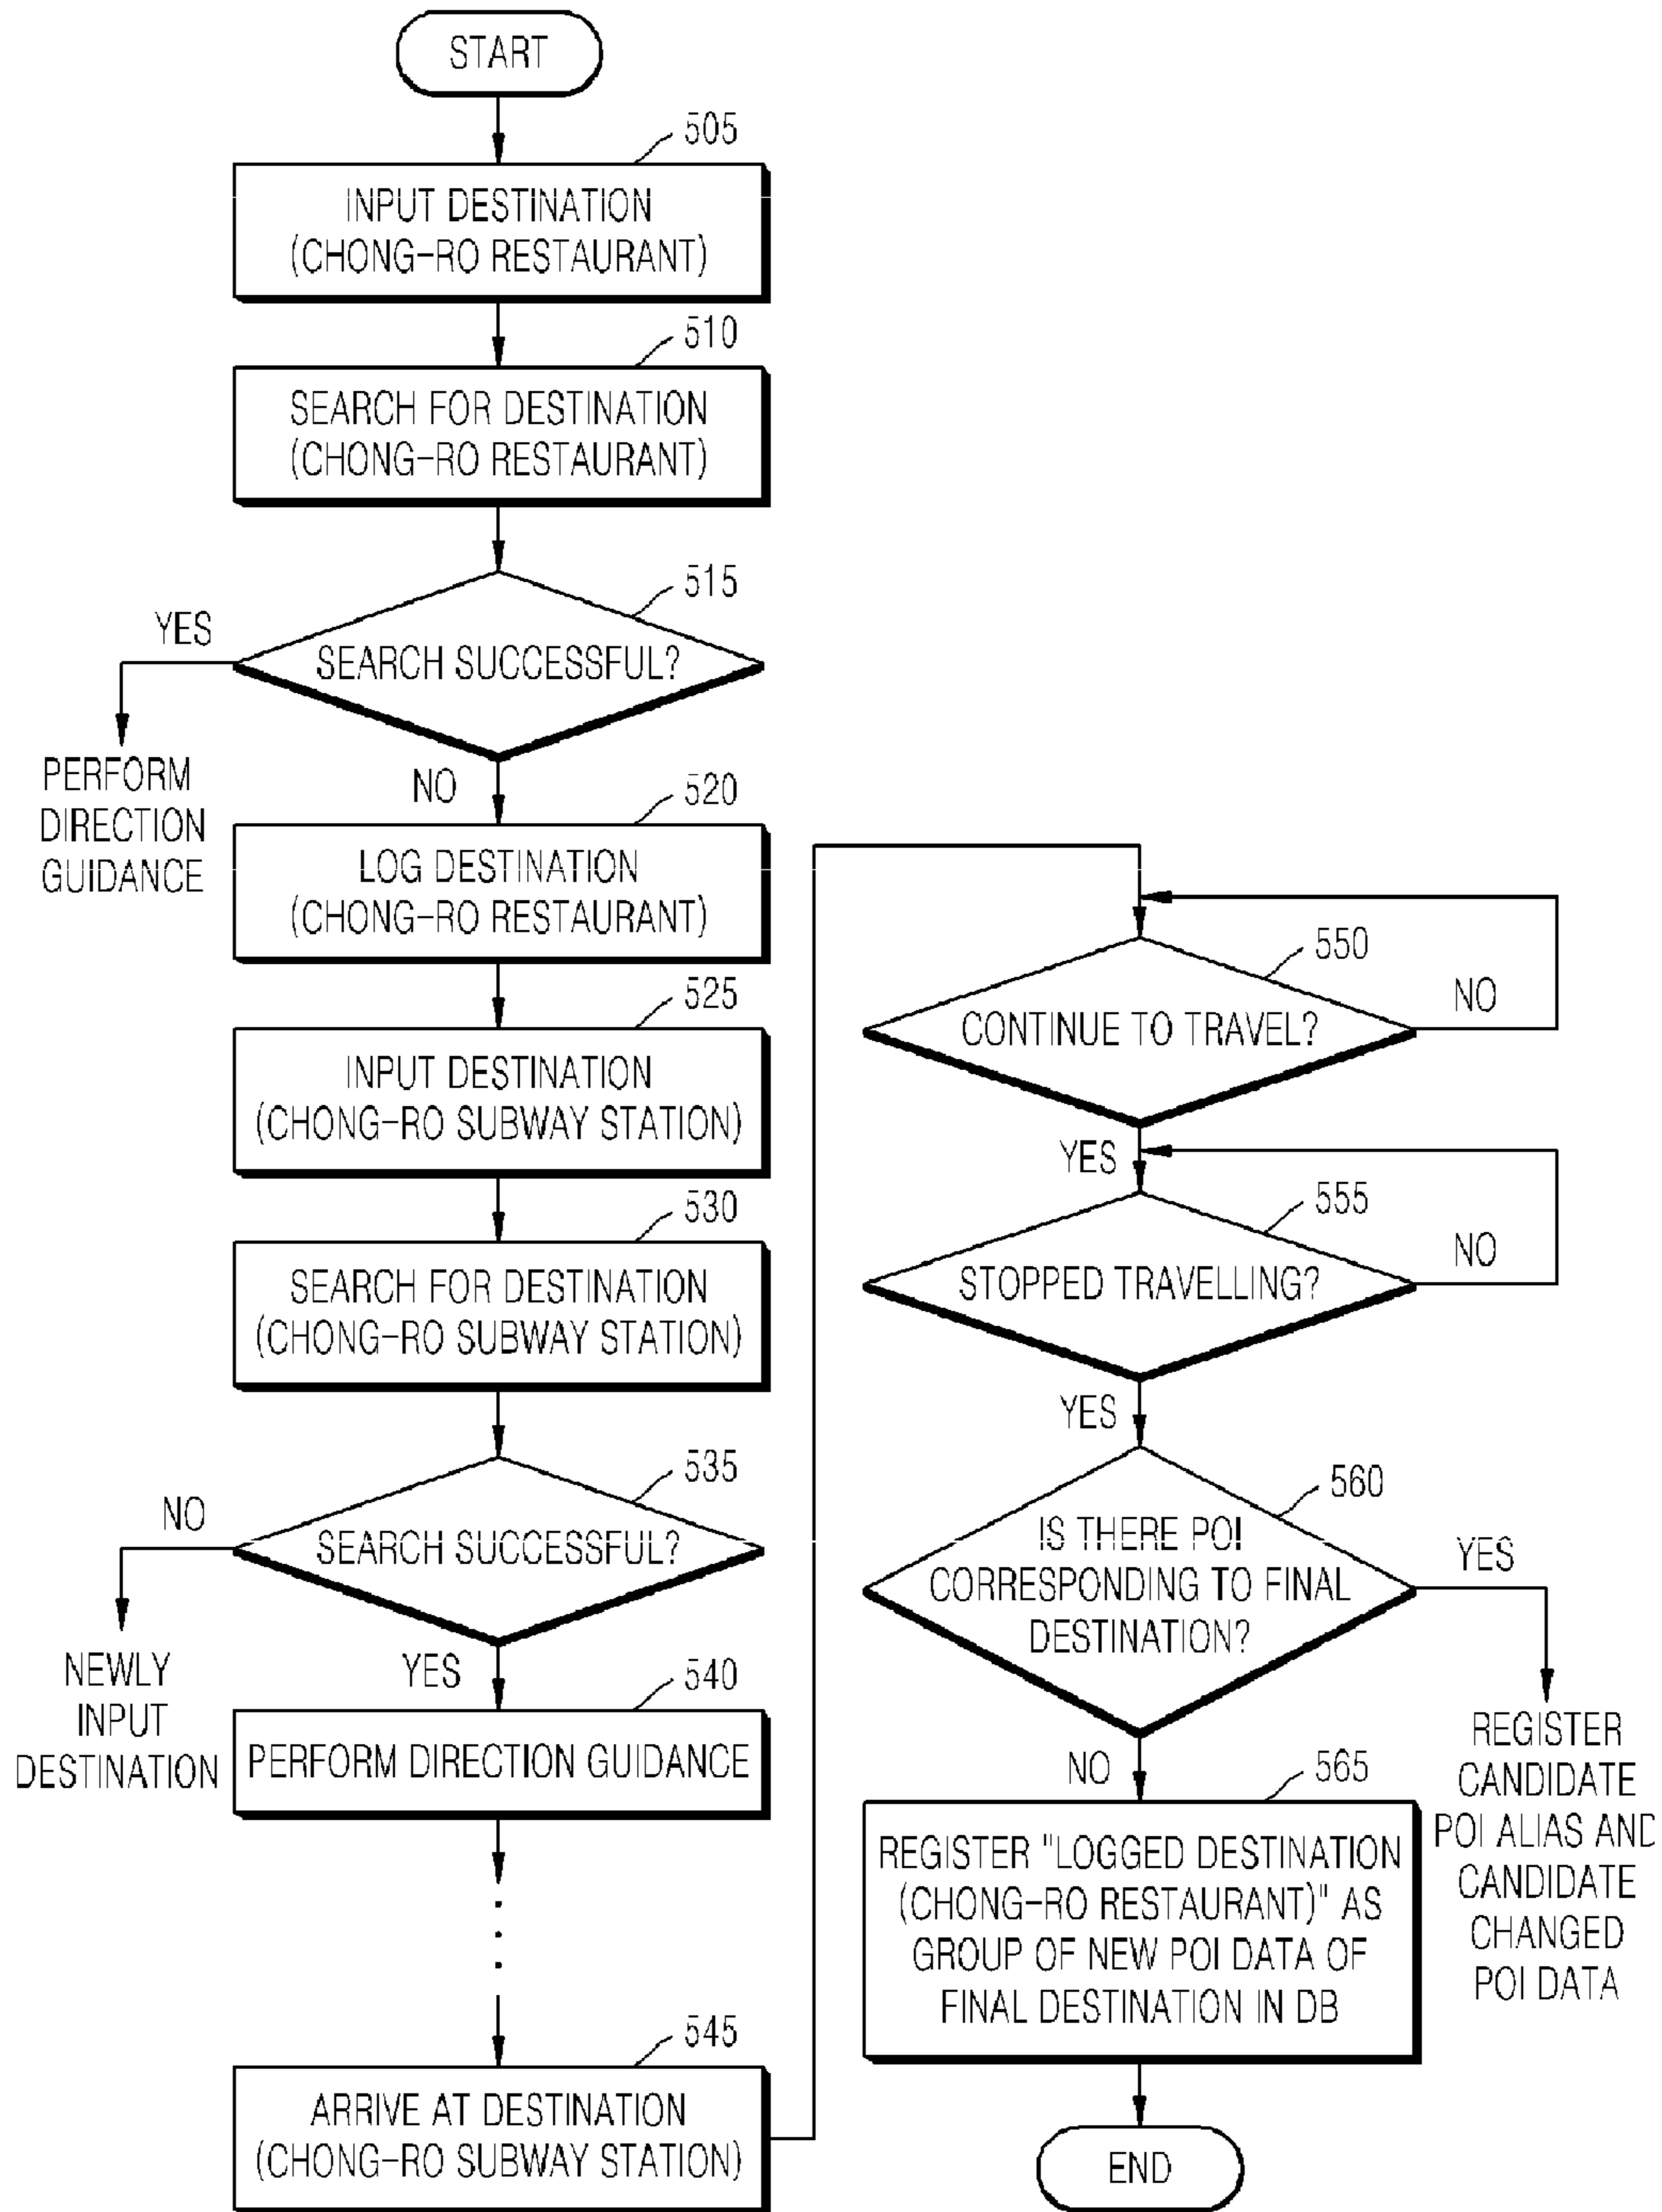 START
505
INPUT DESTINATION
(CHONG-RO RESTAURANT)
510
SEARCH FOR DESTINATION
(CHONG-RO RESTAURANT)
515
YES
SEARCH SUCCESSFUL?
PERFORM
DIRECTION
GUIDANCE
NO
520
LOG DESTINATION
(CHONG-RO RESTAURANT)
525
INPUT DESTINATION
(CHONG-RO SUBWAY STATION)
530
SEARCH FOR DESTINATION
(CHONG-RO SUBWAY STATION)
535
NO
SEARCH SUCCESSFUL?
NEWLY
INPUT
DESTINATION
YES
540
PERFORM DIRECTION GUIDANCE
545
ARRIVE AT DESTINATION
(CHONG-RO SUBWAY STATION)
550
CONTINUE TO TRAVEL?
NO
YES
555
STOPPED TRAVELLING?
NO
YES
560
IS THERE POI
CORRESPONDING TO FINAL
DESTINATION?
YES
REGISTER
CANDIDATE
POI ALIAS AND
CANDIDATE
CHANGED
POI DATA
NO
565
REGISTER "LOGGED DESTINATION
(CHONG-RO RESTAURANT)" AS
GROUP OF NEW POI DATA OF
FINAL DESTINATION IN DB
END